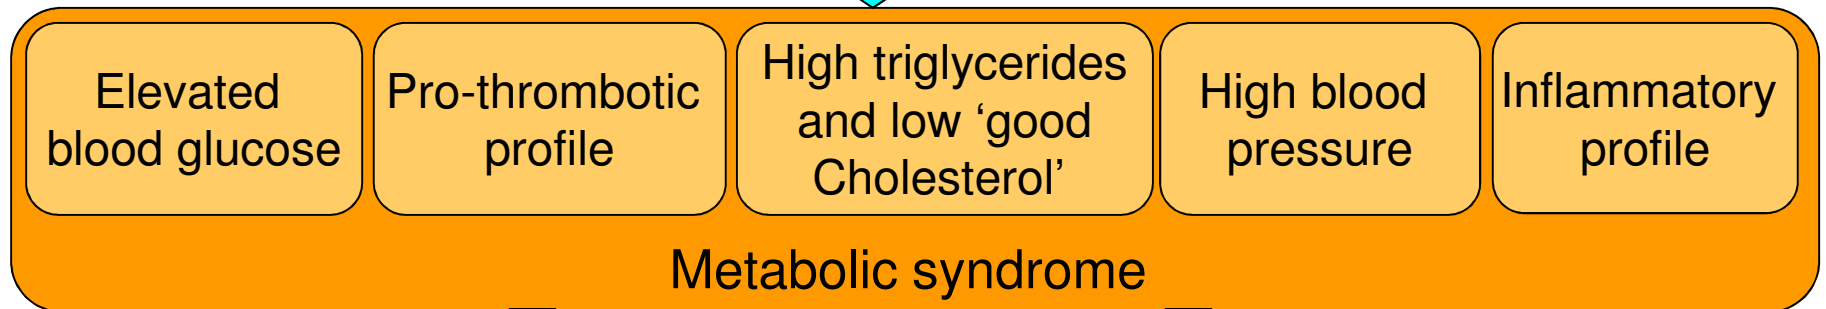 Elevated
blood glucose
Pro-thrombotic
profile
High triglycerides
and low ‘good
Cholesterol’
High blood
pressure
Inflammatory
profile
Metabolic syndrome